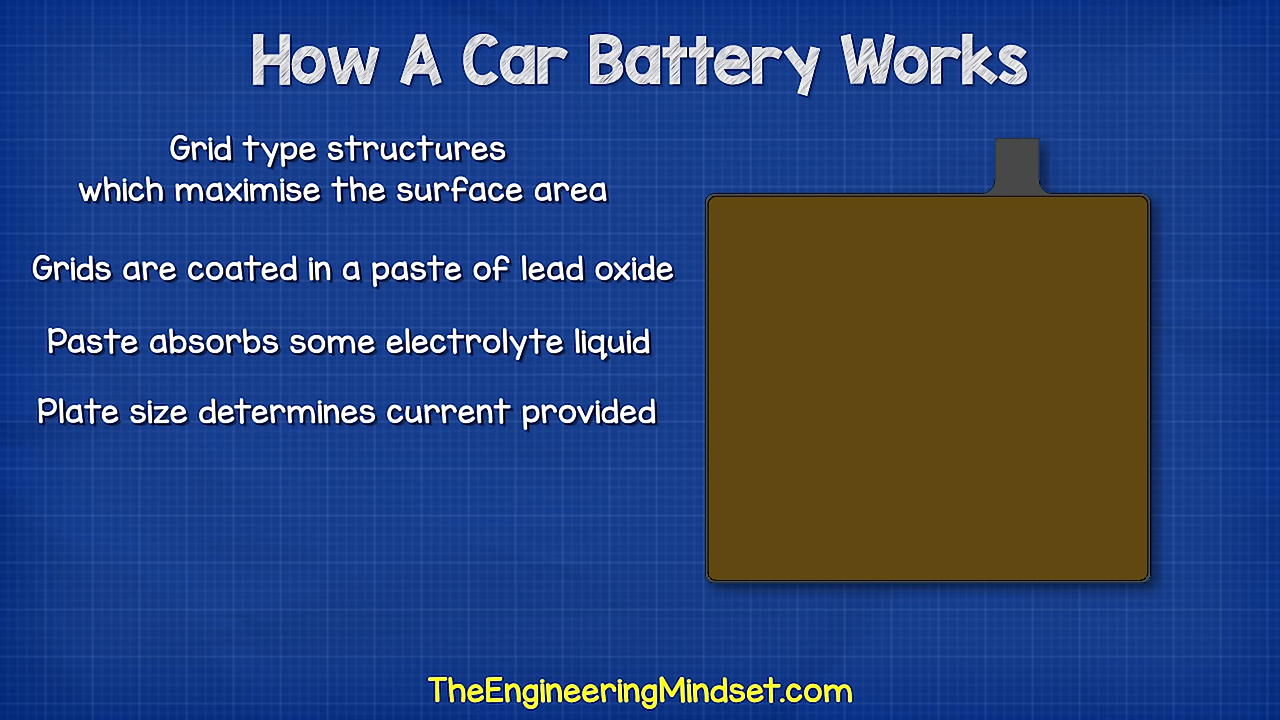 How A Car Battery Works
Grid type structures
which maximise the surface area
Grids are coated in a paste of lead oxide
Paste absorbs some electrolyte liquid
Plate size determines current provided
TheEngineeringMindset.com